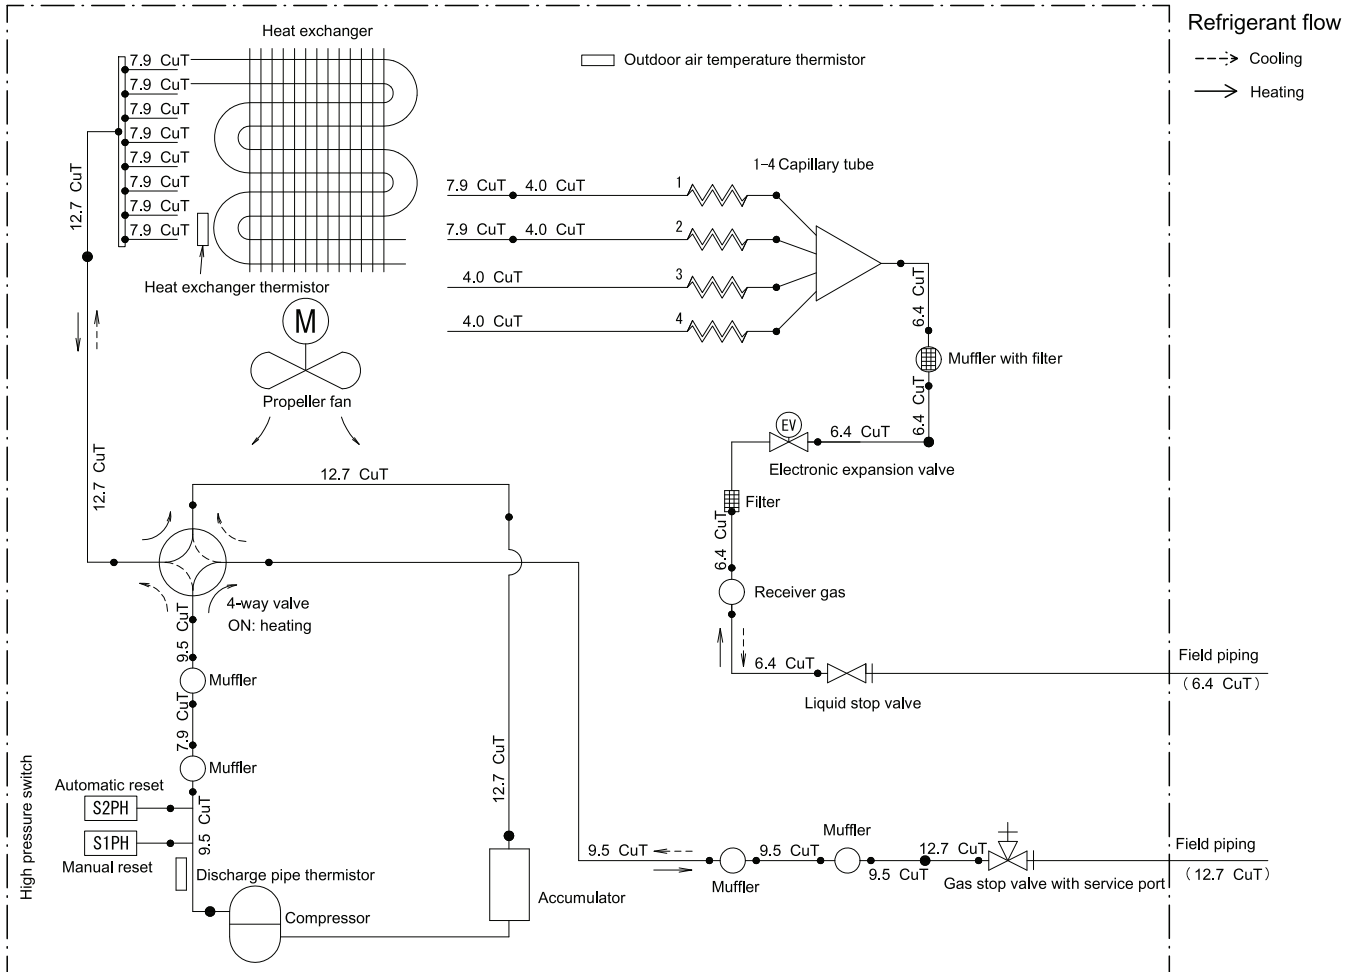 Refrigerant flow
Cooling
Heating
Heat exchanger
Outdoor air temperature thermistor
7.9 CuT
7.9 CuT
7.9 CuT
7.9 CuT
7.9 CuT
7.9 CuT
7.9 CuT
7.9 CuT
12.7 CuT
Heat exchanger thermistor
1-4 Capillary tube
7.9 CuT 4.0 CuT 1
7.9 CuT 4.0 CuT 2
4.0 CuT 3
4.0 CuT 4
6.4 CuT
M
Muffler with filter
Propeller fan
6.4 CuT
EV
6.4 CuT
Electronic expansion valve
12.7 CuT
12.7 CuT
Filter
6.4 CuT
Receiver gas
4-way valve
ON: heating
9.5 CuT
Muffler
6.4 CuT
Liquid stop valve
Field piping
(6.4 CuT)
7.9 CuT
Muffler
12.7 CuT
High pressure switch
Automatic reset
S2PH
S1PH
Manual reset
9.5 CuT
Discharge pipe thermistor
Compressor
Accumulator
9.5 CuT
Muffler
9.5 CuT
Muffler
9.5 CuT
12.7 CuT
Gas stop valve with service port
Field piping
(12.7 CuT)